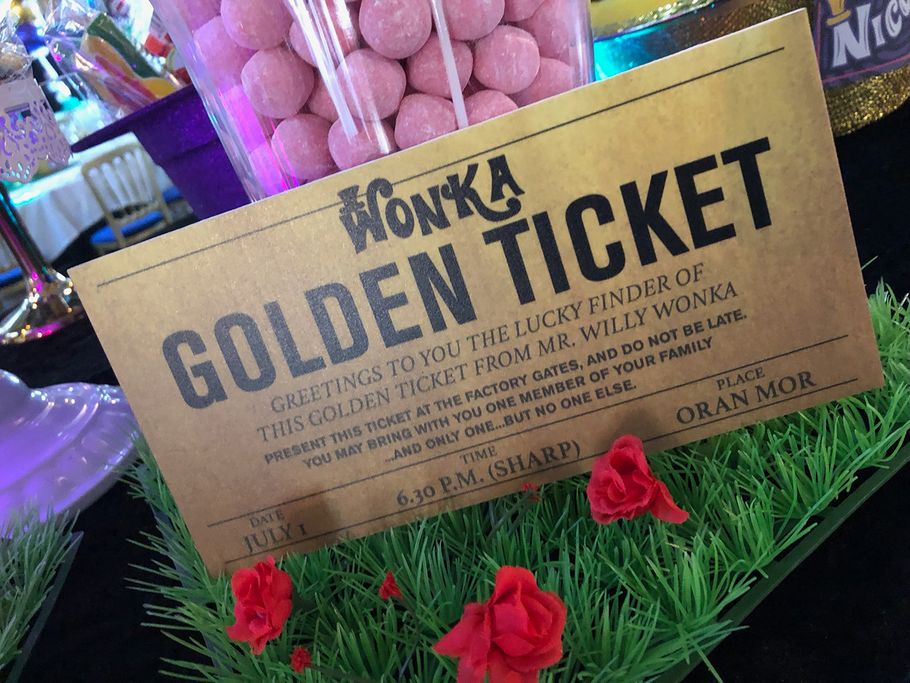 NICO
WONKA
GOLDEN TICKET
GREETINGS TO YOU THE LUCKY FINDER OF
THIS GOLDEN TICKET FROM MR. WILLY WONKA
PRESENT THIS TICKET AT THE FACTORY GATES, AND DO NOT BE LATE.
YOU MAY BRING WITH YOU ONE MEMBER OF YOUR FAMILY
...AND ONLY ONE...BUT NO ONE ELSE.
DATE TIME PLACE
JULY 1 6.30 P.M. (SHARP) ORAN MOR